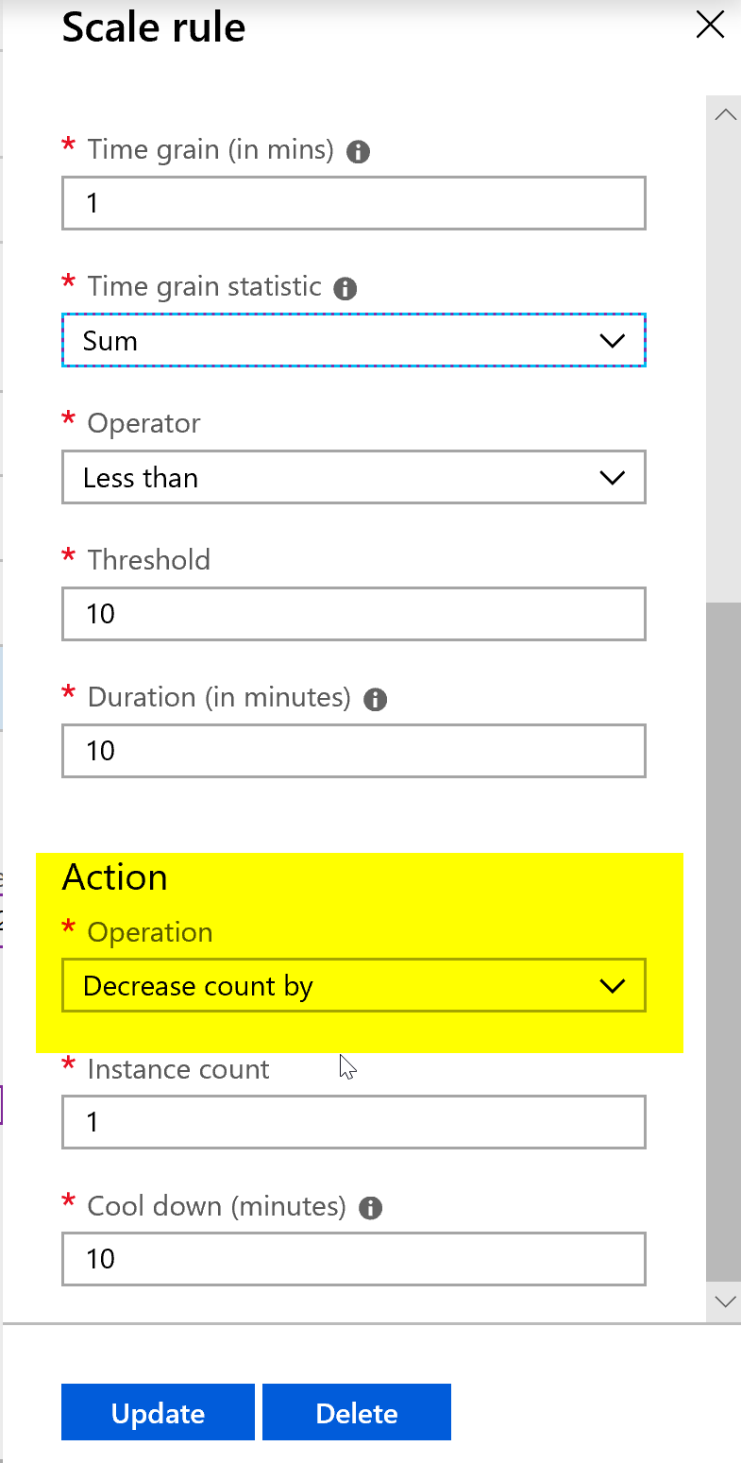 Scale rule
* Time grain (in mins)
1
* Time grain statistic
Sum
* Operator
Less than
* Threshold
10
* Duration (in minutes)
10
Action
* Operation
Decrease count by
* Instance count
1
* Cool down (minutes)
10
Update Delete